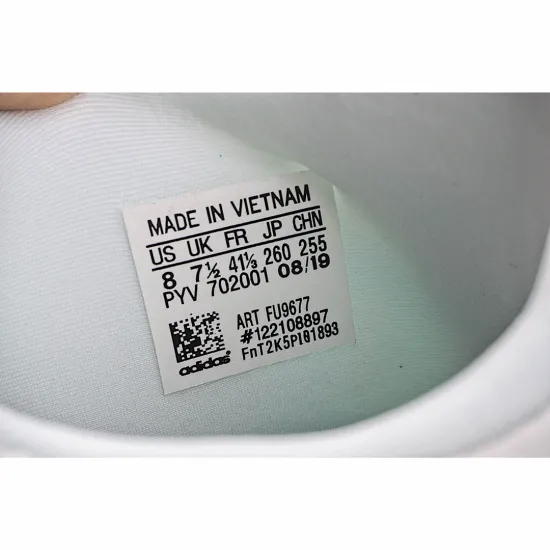 MADE IN VIETNAM
US UK FR JP CHN
8 7½ 41⅓ 260 255
PYV 702001 08/19
ART FU9677
#122108897
FnT2K5Pl01893
adidas